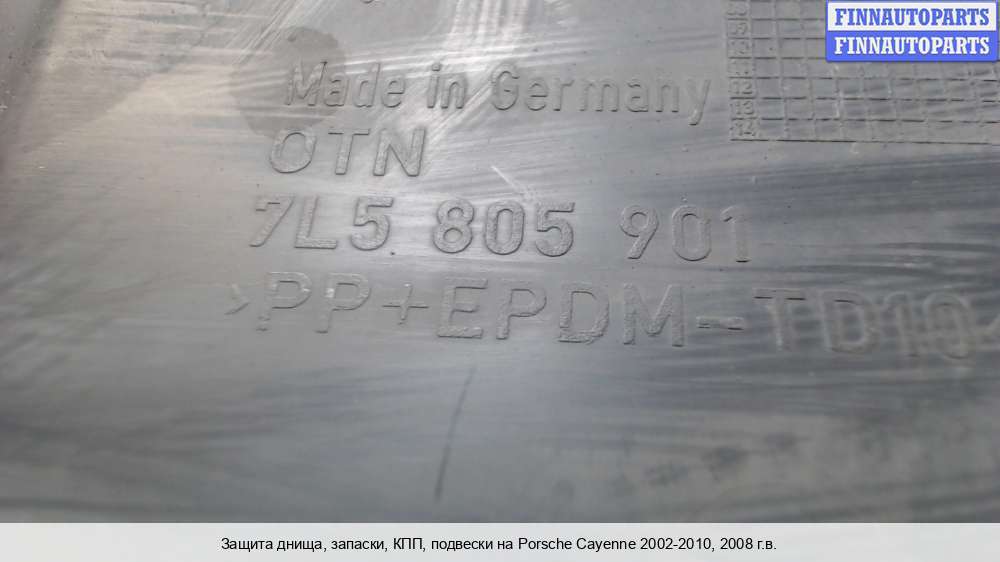 FINNAUTOPARTS
FINNAUTOPARTS
Made in Germany
OTN
7L5 805 901
>PP+EPDM-TD10<
Защита днища, запаски, КПП, подвески на Porsche Cayenne 2002-2010, 2008 г.в.